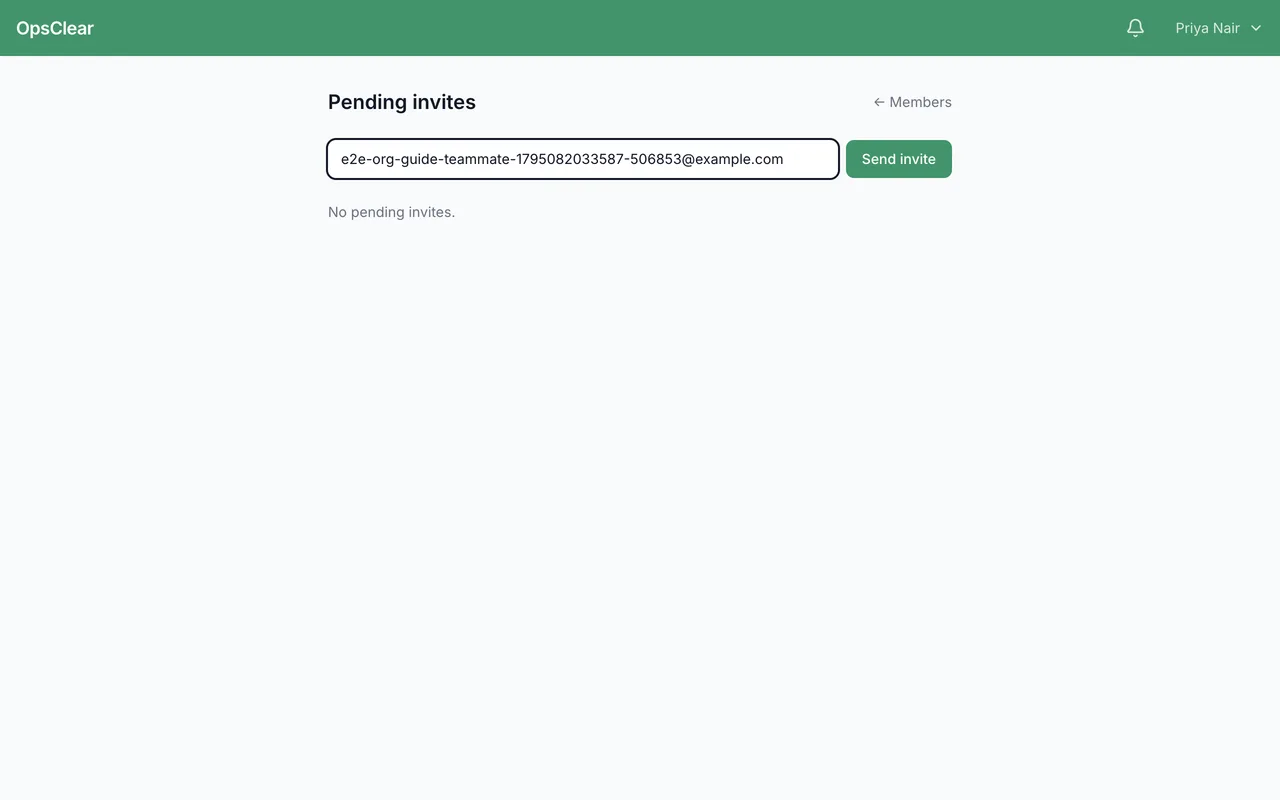 OpsClear
Priya Nair
Pending invites
← Members
e2e-org-guide-teammate-1795082033587-506853@example.com
Send invite
No pending invites.